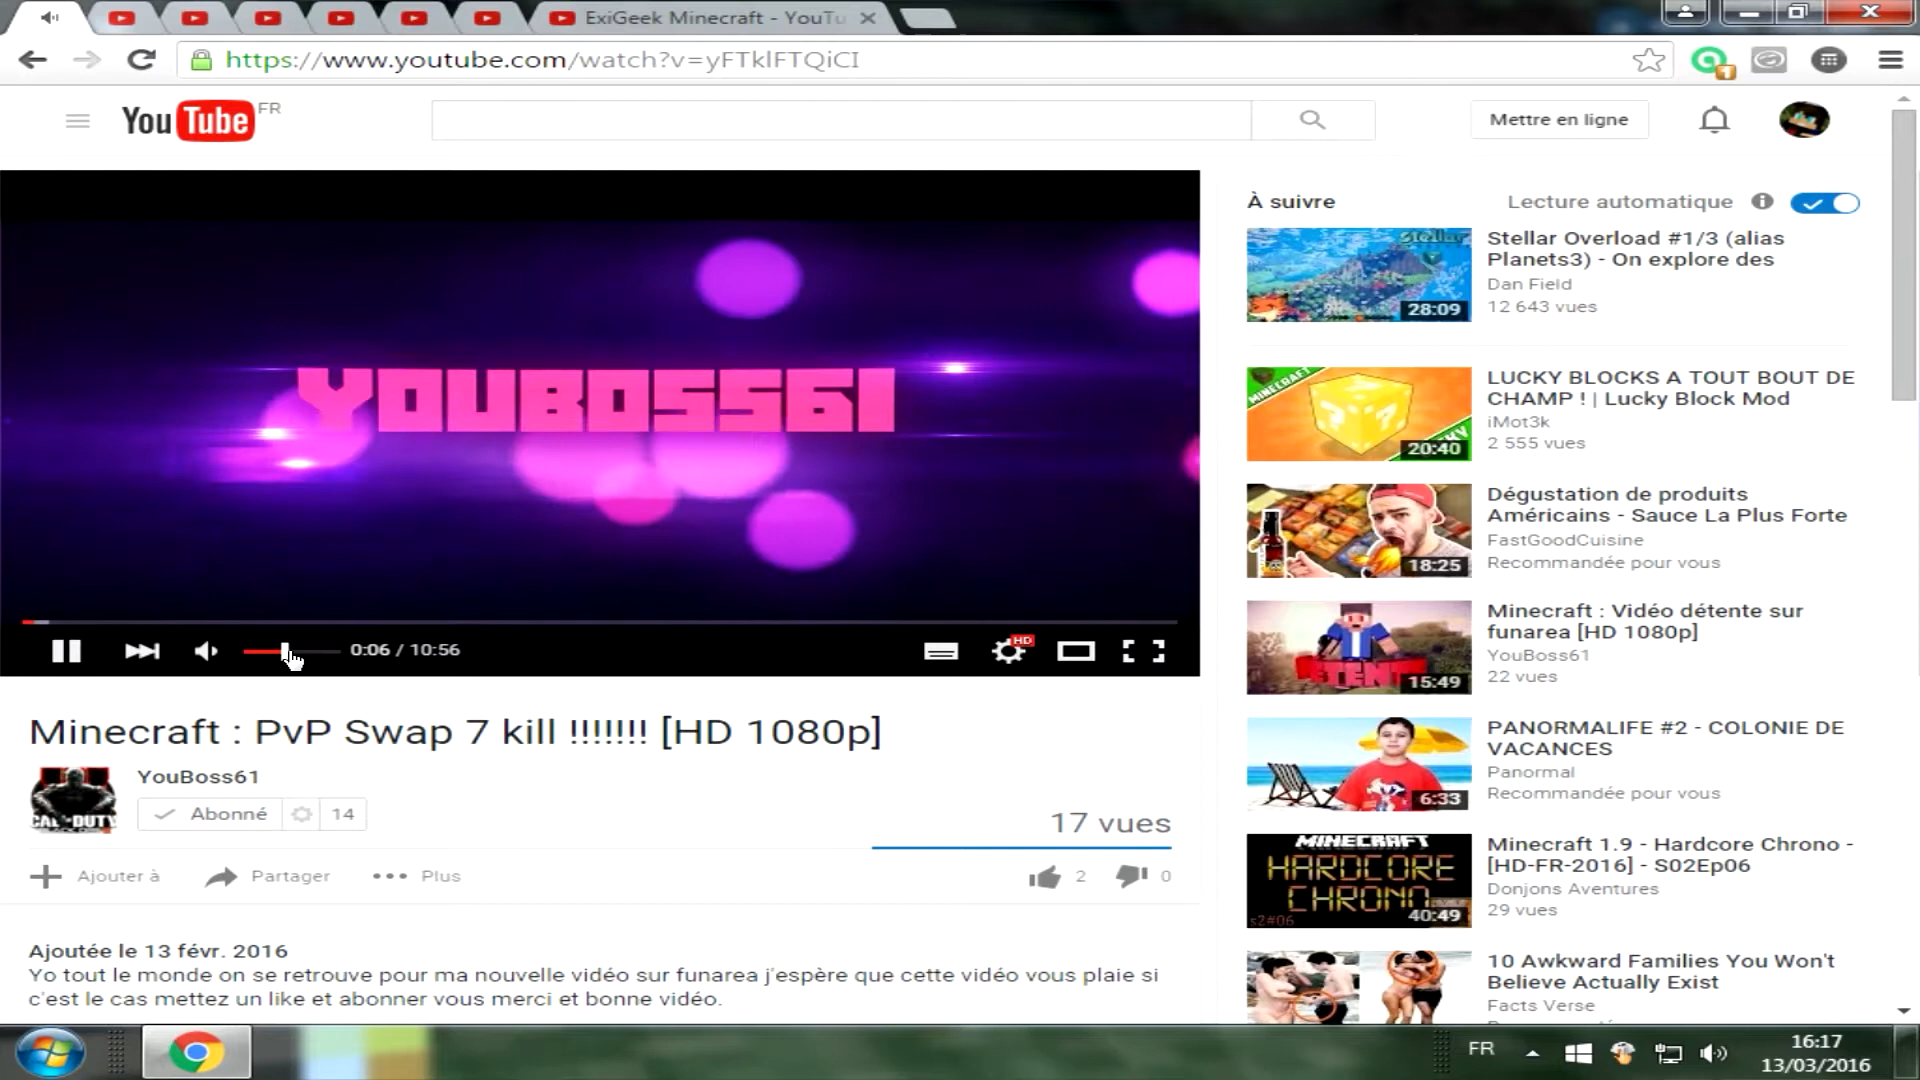 ExiGeek Minecraft - YouTu
https://www.youtube.com/watch?v=yFTklFTQiCI
YouTube FR
Mettre en ligne
YOUBOSS61
0:06 / 10:56
HD
Minecraft : PvP Swap 7 kill !!!!!!! [HD 1080p]
YouBoss61
CALL DUTY
Abonné 14
17 vues
Ajouter à Partager Plus
2 0
Ajoutée le 13 févr. 2016
Yo tout le monde on se retrouve pour ma nouvelle vidéo sur funarea j'espère que cette vidéo vous plaie si
c'est le cas mettez un like et abonner vous merci et bonne vidéo.
À suivre
Lecture automatique
Stellar
28:09
Stellar Overload #1/3 (alias
Planets3) - On explore des
Dan Field
12 643 vues
MINECRAFT
20:40
LUCKY BLOCKS A TOUT BOUT DE
CHAMP ! | Lucky Block Mod
iMot3k
2 555 vues
18:25
Dégustation de produits
Américains - Sauce La Plus Forte
FastGoodCuisine
Recommandée pour vous
15:49
Minecraft : Vidéo détente sur
funarea [HD 1080p]
YouBoss61
22 vues
6:33
PANORMALIFE #2 - COLONIE DE
VACANCES
Panormal
Recommandée pour vous
MINECRAFT
HARDCORE
CHRONO
s2#06
40:49
Minecraft 1.9 - Hardcore Chrono -
[HD-FR-2016] - S02Ep06
Donjons Aventures
29 vues
10 Awkward Families You Won't
Believe Actually Exist
Facts Verse
FR
16:17
13/03/2016